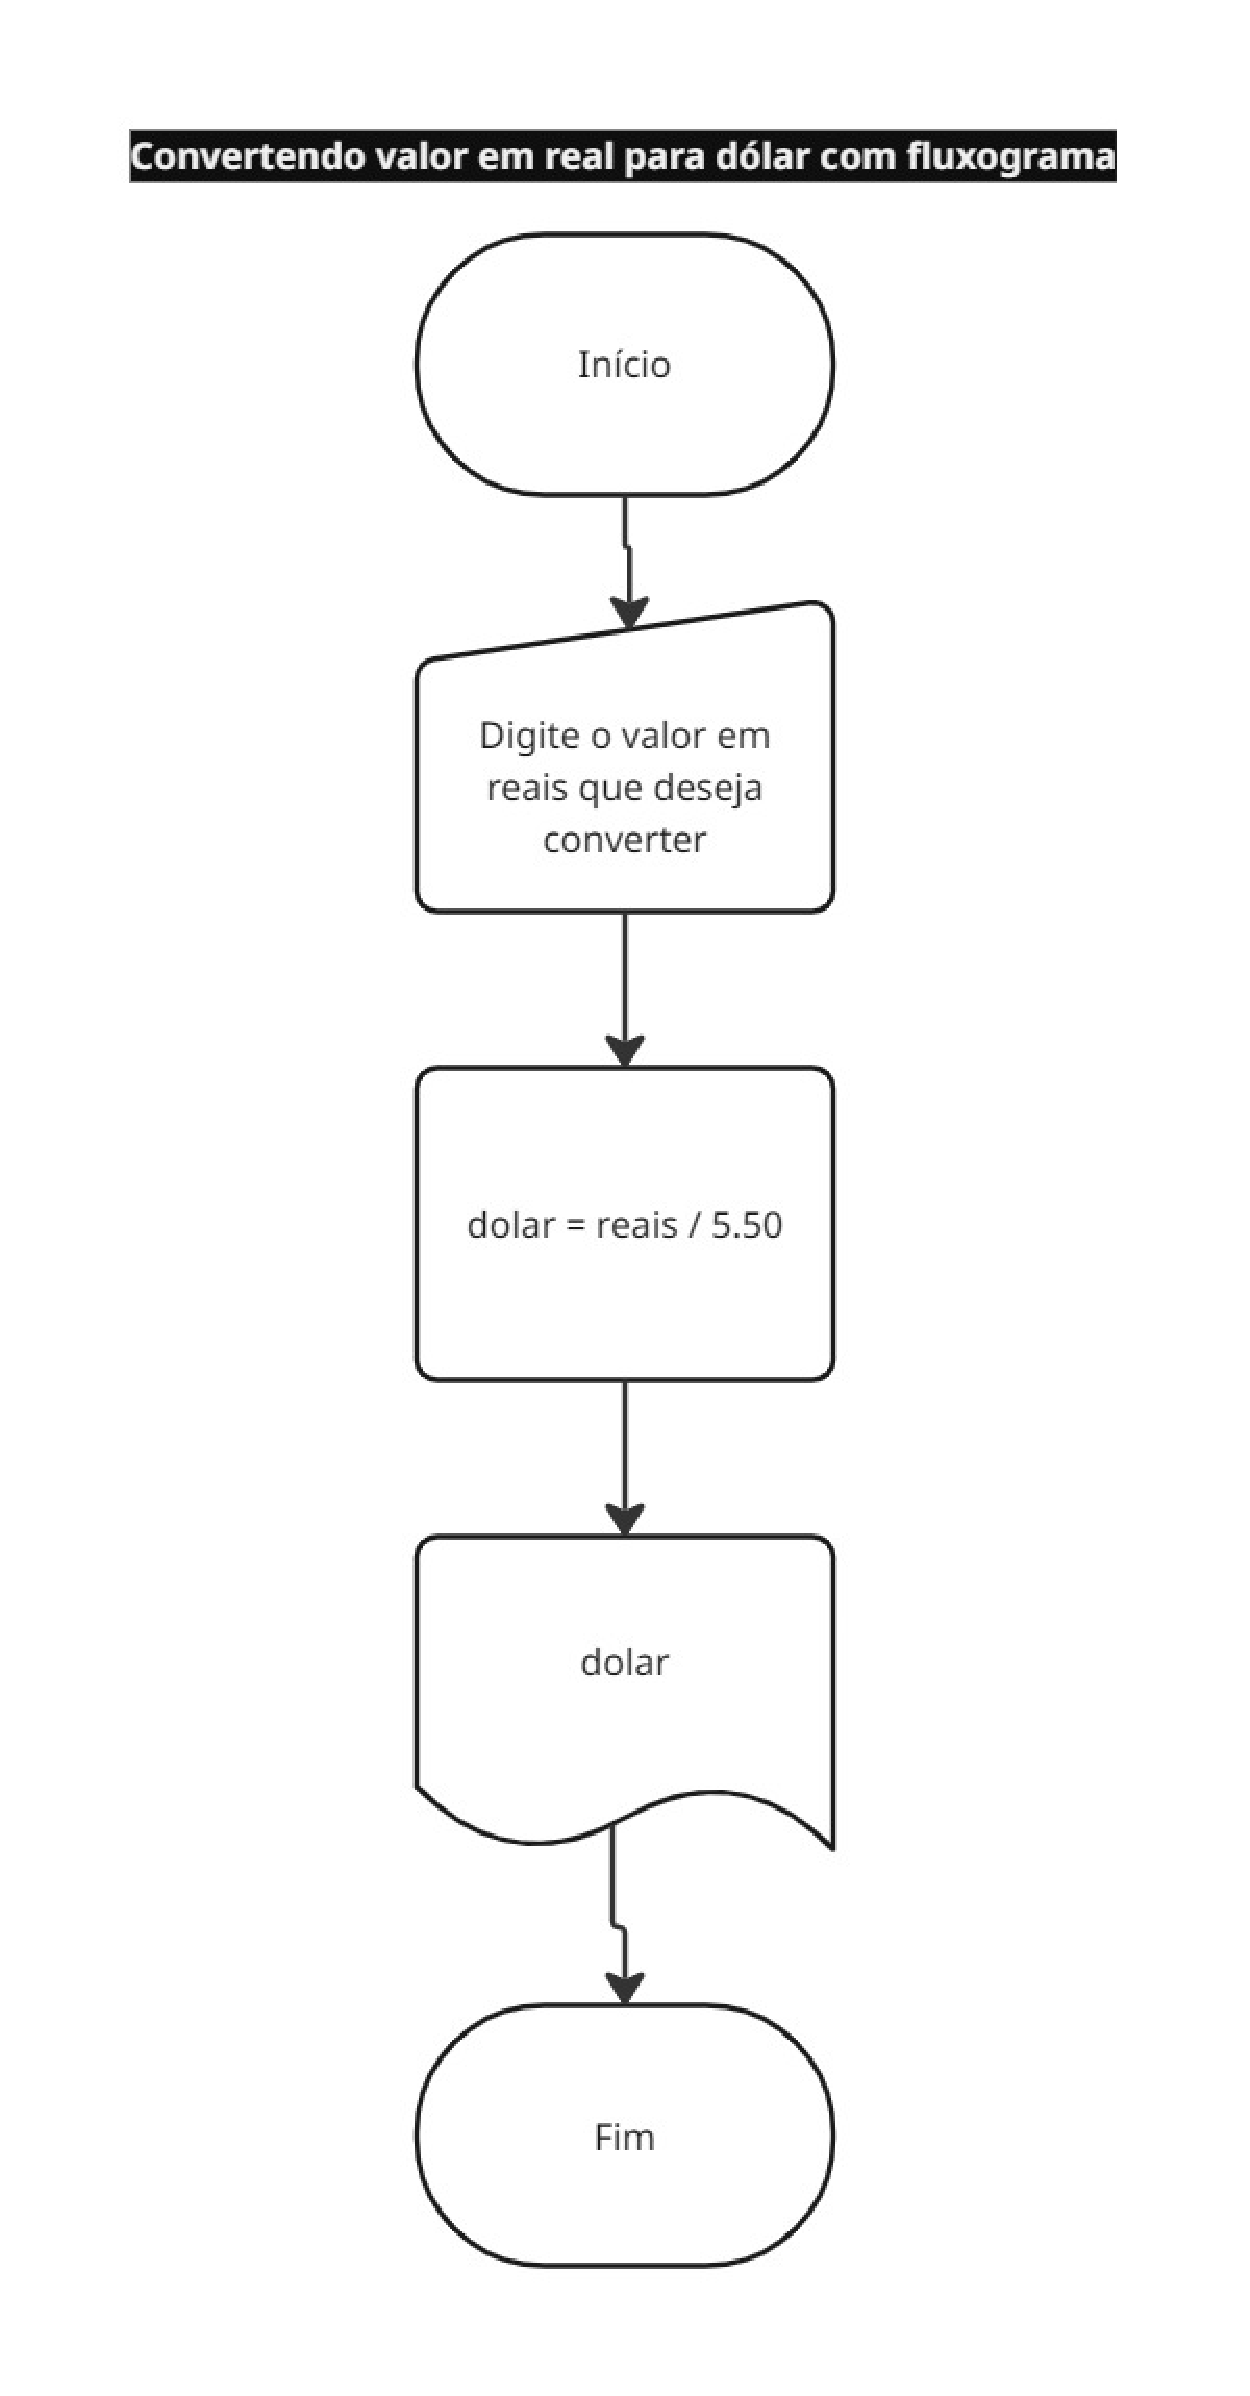 Convertendo valor em real para dólar com fluxograma
Início
Digite o valor em
reais que deseja
converter
dolar = reais / 5.50
dolar
Fim